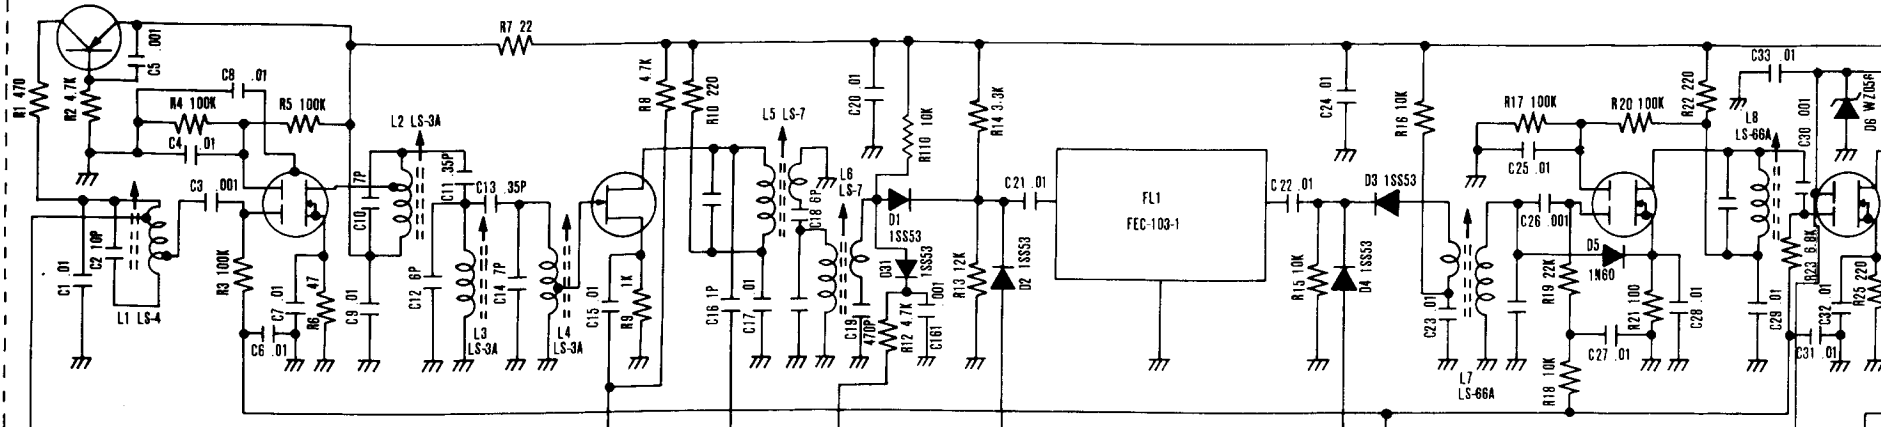 R1 470
R2 4.7K
C5 .001
C8 .01
R4 100K
R5 100K
C4 .01
C3 .001
C2 10P
C1 .01
L1 LS-4
R3 100K
C6 .01
C7 .01
R6 47
C9 .01
C10 7P
L2 LS-3A
C11 .35P
C13 .35P
C12 6P
L3
LS-3A
C14 7P
L4
LS-3A
R7 22
R8 4.7K
R10 220
C15 .01
R9 1K
C16 1P
C17 .01
L5 LS-7
C18 6P
L6
LS-7
C19 470P
C20 .01
R110 10K
D1
1SS53
D31
1SS53
R12 4.7K
C161 .001
R14 3.3K
R13 12K
D2 1SS53
C21 .01
FL1
FEC-103-1
C22 .01
R15 10K
C24 .01
D4 1SS53
D3 1SS53
R16 10K
C23 .01
L7
LS-66A
R17 100K
C25 .01
R20 100K
C26 .001
D5
1N60
R19 22K
R18 10K
C27 .01
R21 100
C28 .01
R22 220
C33 .01
L8
LS-66A
C30 .001
D6 WZ056
C29 .01
R23 6.8K
C31 .01
C32 .01
R25 220